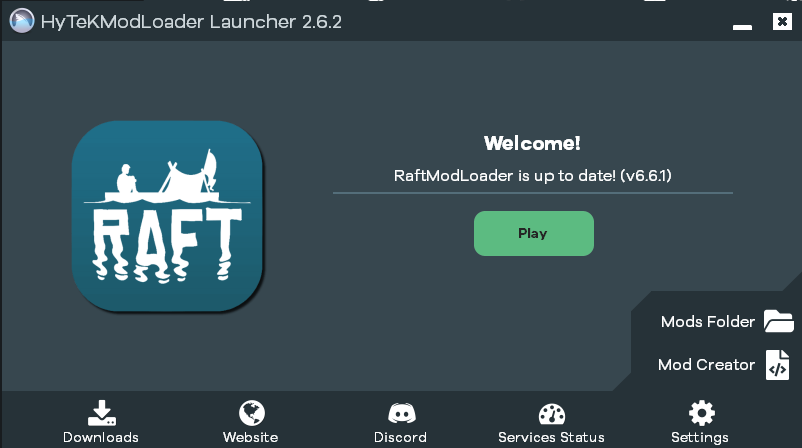 HyTeKModLoader Launcher 2.6.2
RAFT
Welcome!
RaftModLoader is up to date! (v6.6.1)
Play
Mods Folder
Mod Creator
Downloads
Website
Discord
Services Status
Settings